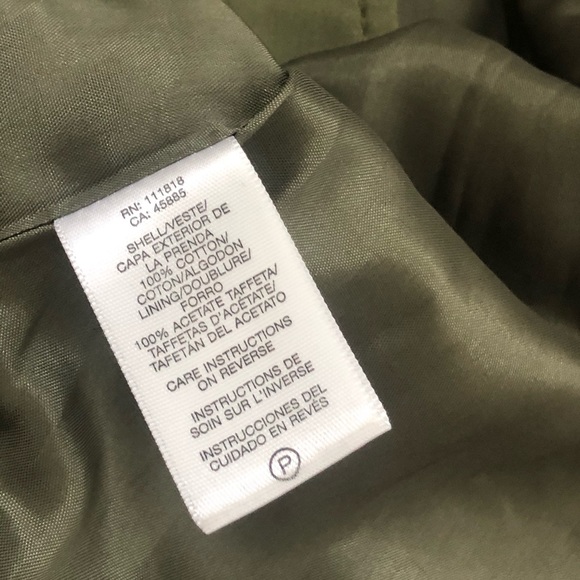 RN: 111818
CA: 45885
SHELL/VESTE/
CAPA EXTERIOR DE
LA PRENDA
100% COTTON/
COTON/ALGODON
LINING/DOUBLURE/
FORRO
100% ACETATE TAFFETA/
TAFFETAS D'ACÉTATE/
TAFETÁN DEL ACETATO
CARE INSTRUCTIONS
ON REVERSE
INSTRUCTIONS DE
SOIN SUR L'INVERSE
INSTRUCCIONES DEL
CUIDADO EN REVÉS
P